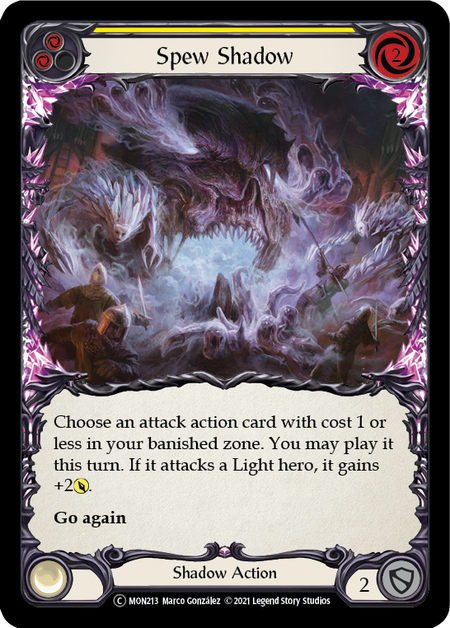 2
Spew Shadow
Choose an attack action card with cost 1 or
less in your banished zone. You may play it
this turn. If it attacks a Light hero, it gains
+2.
Go again
Shadow Action
2
C MON213 Marco González © 2021 Legend Story Studios